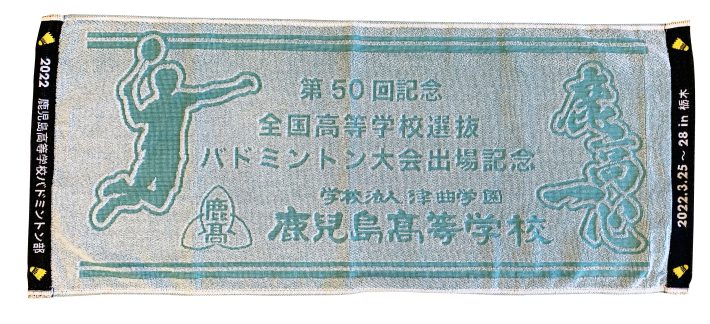 2022 鹿児島高等学校バドミントン部
第50回記念
全国高等学校選抜
バドミントン大会出場記念
学校法人 津曲学園
鹿児島髙等学校
鹿高
鹿高魂
2022.3.25～28 in 栃木